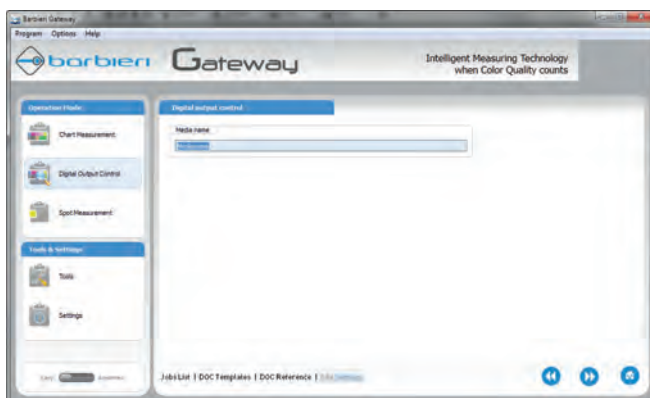 Barbieri Gateway
Program Options Help
barbieri Gateway
Intelligent Measuring Technology
when Color Quality counts
Operation Mode
Chart Measurement
Digital Output Control
Spot Measurement
Tools & Settings
Tools
Settings
Digital output control
Media name
Jobs List | DOC Templates | DOC Reference |